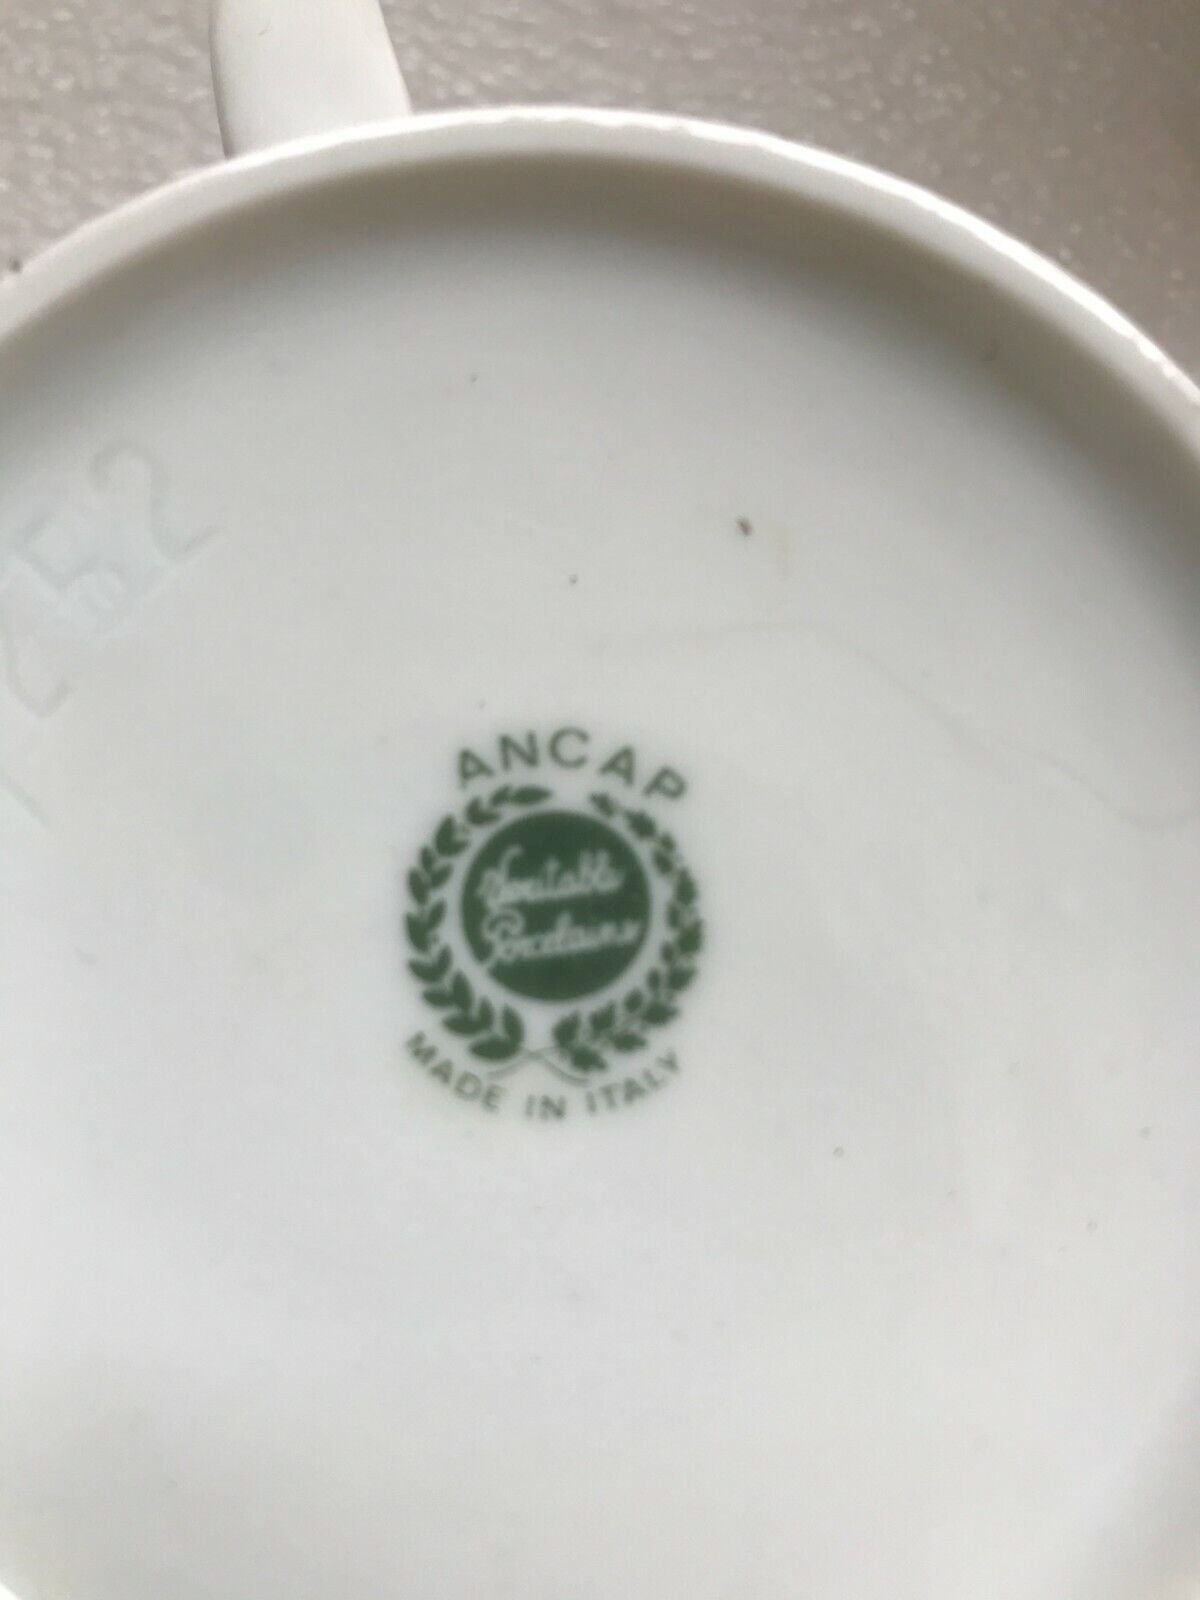 ANCAP
Veritable
Porcelaine
MADE IN ITALY